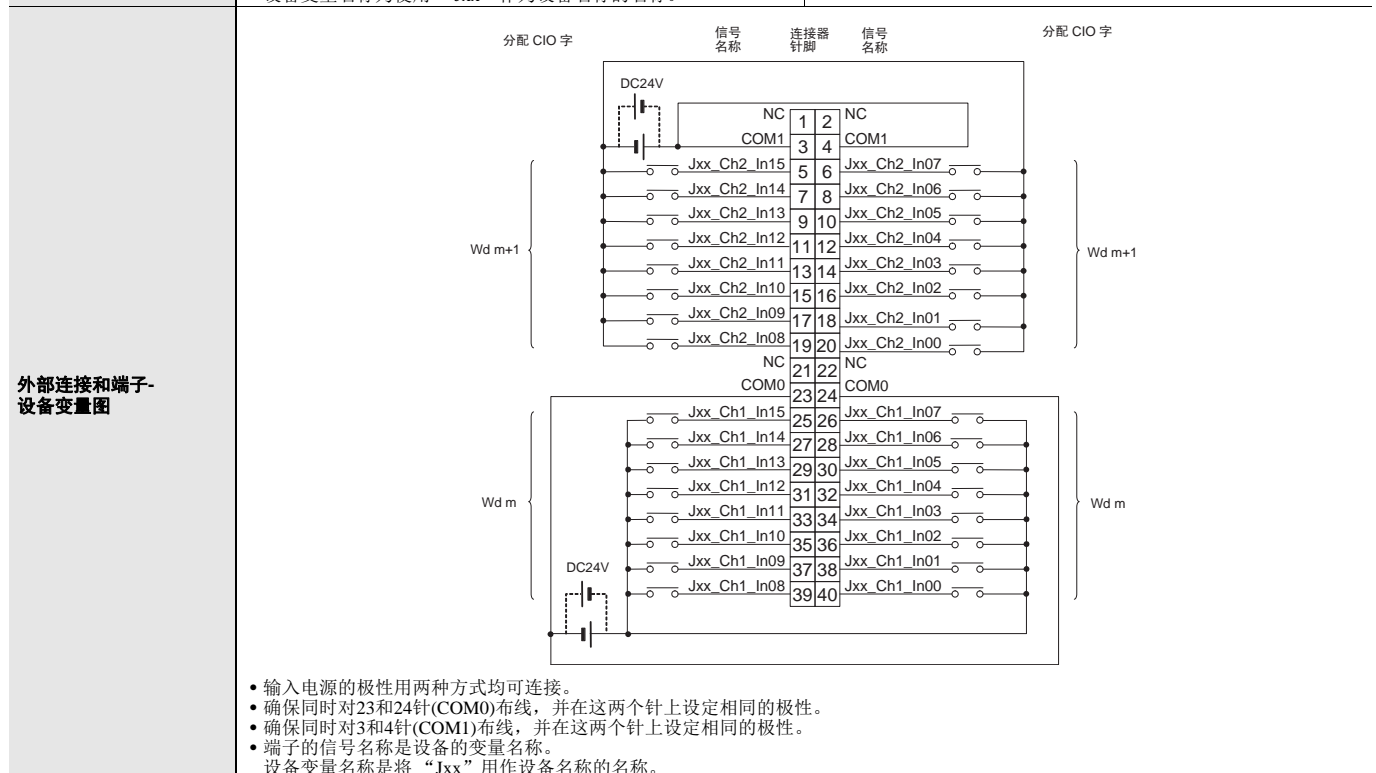 分配 CIO 字 信号名称 连接器针脚 信号名称 分配 CIO 字
DC24V
NC 1 2 NC
COM1 3 4 COM1
Jxx_Ch2_In15 5 6 Jxx_Ch2_In07
Jxx_Ch2_In14 7 8 Jxx_Ch2_In06
Jxx_Ch2_In13 9 10 Jxx_Ch2_In05
Wd m+1 Jxx_Ch2_In12 11 12 Jxx_Ch2_In04 Wd m+1
Jxx_Ch2_In11 13 14 Jxx_Ch2_In03
Jxx_Ch2_In10 15 16 Jxx_Ch2_In02
Jxx_Ch2_In09 17 18 Jxx_Ch2_In01
Jxx_Ch2_In08 19 20 Jxx_Ch2_In00
NC 21 22 NC
外部连接和端子-
设备变量图
COM0 23 24 COM0
Jxx_Ch1_In15 25 26 Jxx_Ch1_In07
Jxx_Ch1_In14 27 28 Jxx_Ch1_In06
Jxx_Ch1_In13 29 30 Jxx_Ch1_In05
Wd m Jxx_Ch1_In12 31 32 Jxx_Ch1_In04 Wd m
Jxx_Ch1_In11 33 34 Jxx_Ch1_In03
Jxx_Ch1_In10 35 36 Jxx_Ch1_In02
DC24V Jxx_Ch1_In09 37 38 Jxx_Ch1_In01
Jxx_Ch1_In08 39 40 Jxx_Ch1_In00
• 输入电源的极性用两种方式均可连接。
• 确保同时对23和24针(COM0)布线，并在这两个针上设定相同的极性。
• 确保同时对3和4针(COM1)布线，并在这两个针上设定相同的极性。
• 端子的信号名称是设备的变量名称。
设备变量名称是将 “Jxx”用作设备名称的名称。